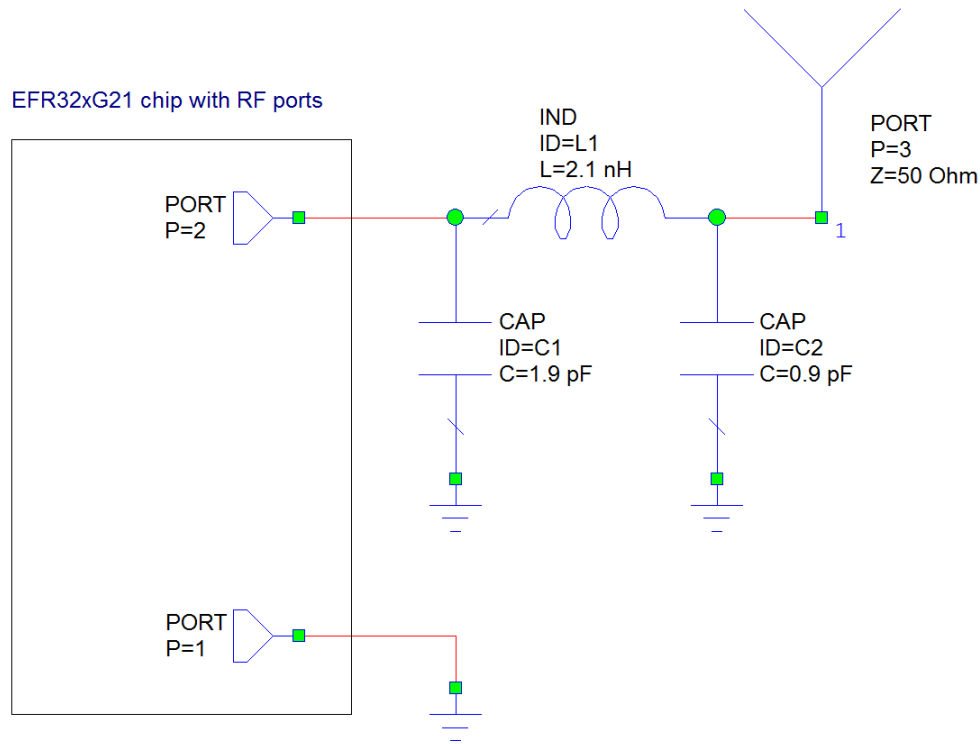 EFR32xG21 chip with RF ports
PORT
P=2
IND
ID=L1
L=2.1 nH
PORT
P=3
Z=50 Ohm
1
CAP
ID=C1
C=1.9 pF
CAP
ID=C2
C=0.9 pF
PORT
P=1